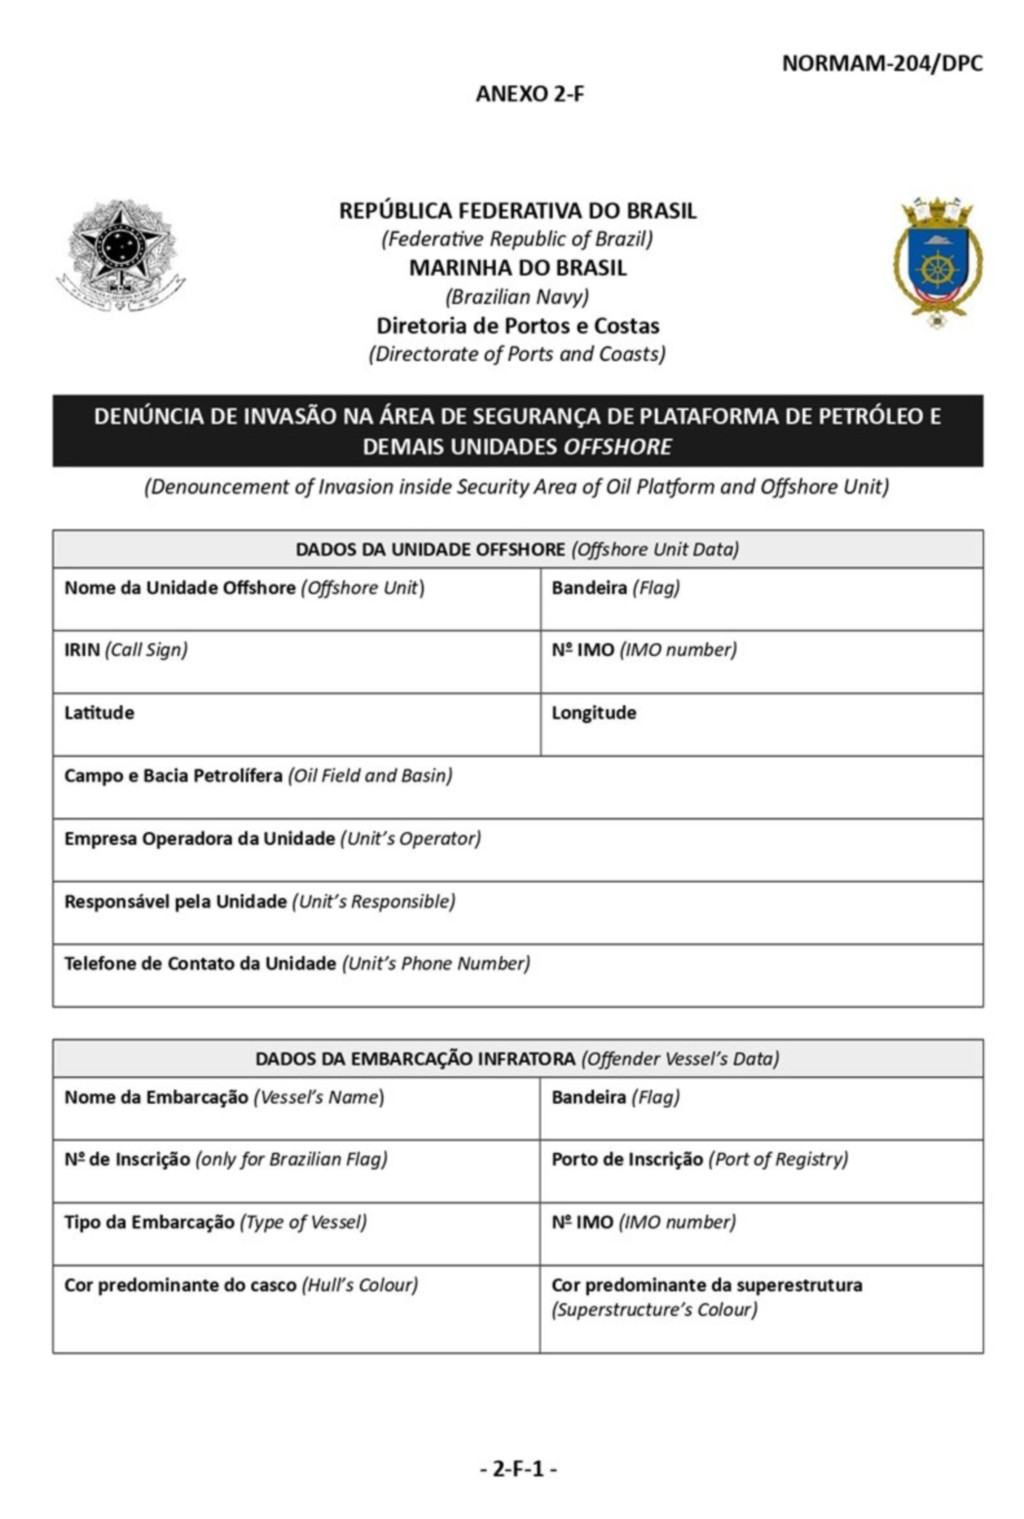 NORMAM-204/DPC
ANEXO 2-F
REPÚBLICA FEDERATIVA DO BRASIL
(Federative Republic of Brazil)
MARINHA DO BRASIL
(Brazilian Navy)
Diretoria de Portos e Costas
(Directorate of Ports and Coasts)
DENÚNCIA DE INVASÃO NA ÁREA DE SEGURANÇA DE PLATAFORMA DE PETRÓLEO E
DEMAIS UNIDADES OFFSHORE
(Denouncement of Invasion inside Security Area of Oil Platform and Offshore Unit)
DADOS DA UNIDADE OFFSHORE (Offshore Unit Data)
Nome da Unidade Offshore (Offshore Unit)
Bandeira (Flag)
IRIN (Call Sign)
Nº IMO (IMO number)
Latitude
Longitude
Campo e Bacia Petrolífera (Oil Field and Basin)
Empresa Operadora da Unidade (Unit's Operator)
Responsável pela Unidade (Unit's Responsible)
Telefone de Contato da Unidade (Unit's Phone Number)
DADOS DA EMBARCAÇÃO INFRATORA (Offender Vessel's Data)
Nome da Embarcação (Vessel's Name)
Bandeira (Flag)
Nº de Inscrição (only for Brazilian Flag)
Porto de Inscrição (Port of Registry)
Tipo da Embarcação (Type of Vessel)
Nº IMO (IMO number)
Cor predominante do casco (Hull's Colour)
Cor predominante da superestrutura
(Superstructure's Colour)
- 2-F-1 -